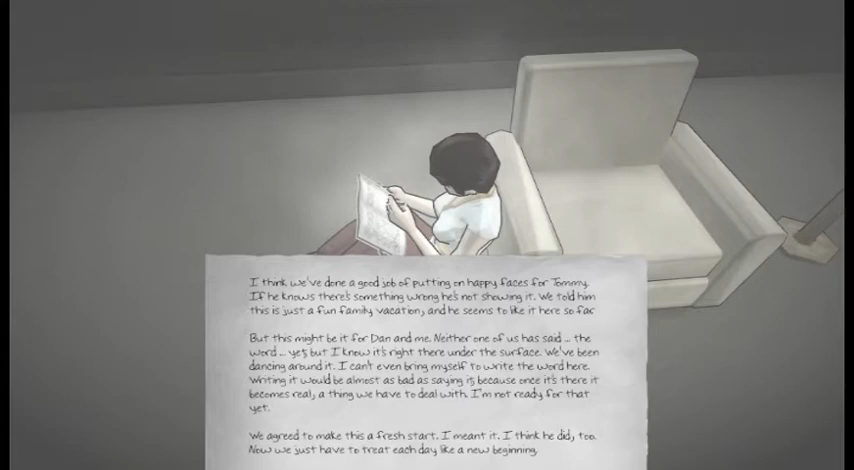 I think we've done a good job of putting on happy faces for Tommy.
If he knows there's something wrong he's not showing it. We told him
this is just a fun family vacation, and he seems to like it here so far.
But this might be it for Dan and me. Neither one of us has said ... the
word ... yet, but I know it's right there under the surface. We've been
dancing around it. I can't even bring myself to write the word here.
Writing it would be almost as bad as saying it, because once it's there it
becomes real, a thing we have to deal with. I'm not ready for that
yet.
We agreed to make this a fresh start. I meant it. I think he did, too.
Now we just have to treat each day like a new beginning.